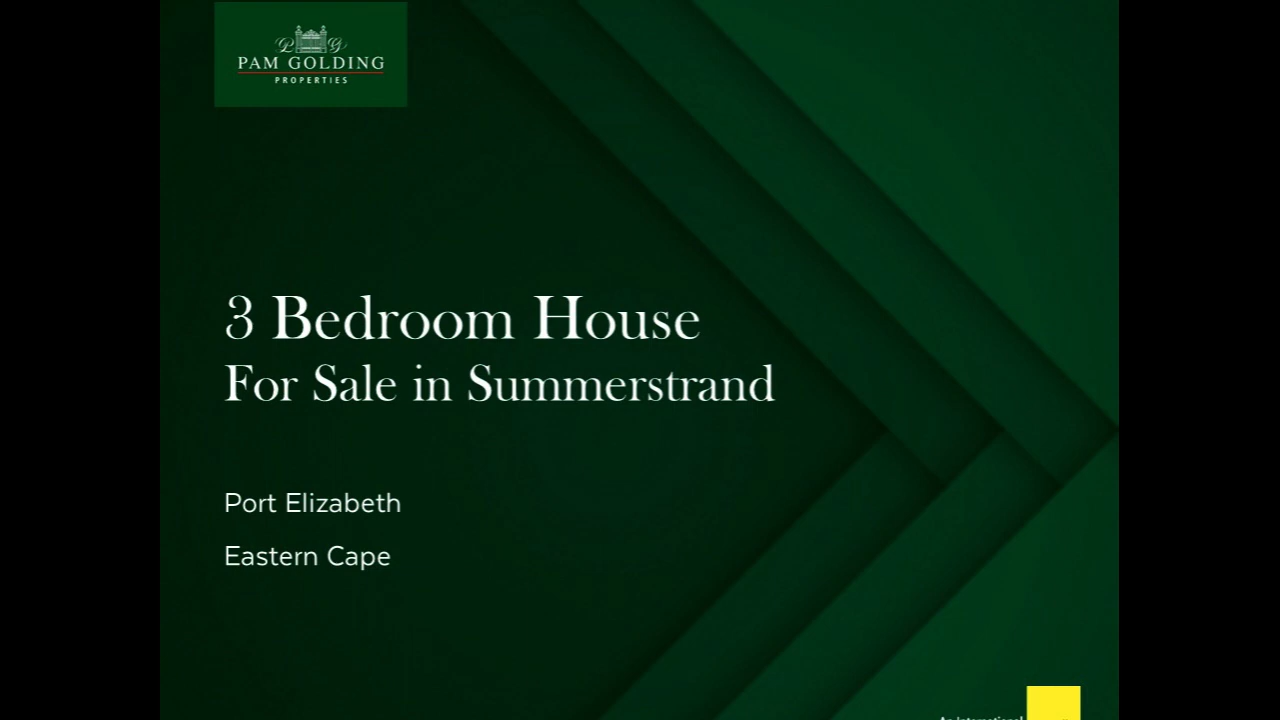 PAM GOLDING
PROPERTIES
3 Bedroom House
For Sale in Summerstrand
Port Elizabeth
Eastern Cape